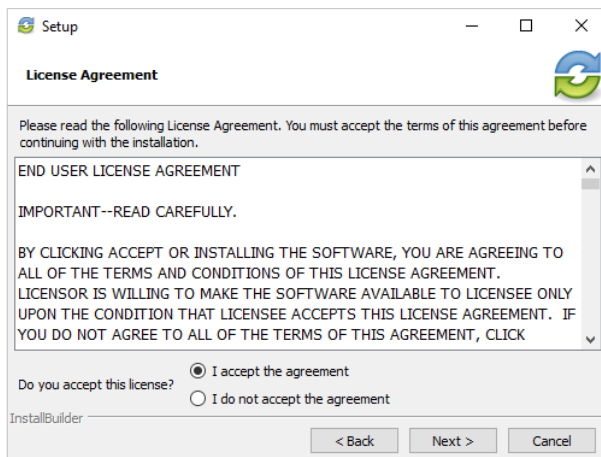 Setup
License Agreement
Please read the following License Agreement. You must accept the terms of this agreement before
continuing with the installation.
END USER LICENSE AGREEMENT
IMPORTANT--READ CAREFULLY.
BY CLICKING ACCEPT OR INSTALLING THE SOFTWARE, YOU ARE AGREEING TO
ALL OF THE TERMS AND CONDITIONS OF THIS LICENSE AGREEMENT.
LICENSOR IS WILLING TO MAKE THE SOFTWARE AVAILABLE TO LICENSEE ONLY
UPON THE CONDITION THAT LICENSEE ACCEPTS THIS LICENSE AGREEMENT.  IF
YOU DO NOT AGREE TO ALL OF THE TERMS OF THIS AGREEMENT, CLICK
Do you accept this license?
I accept the agreement
I do not accept the agreement
InstallBuilder
< Back
Next >
Cancel